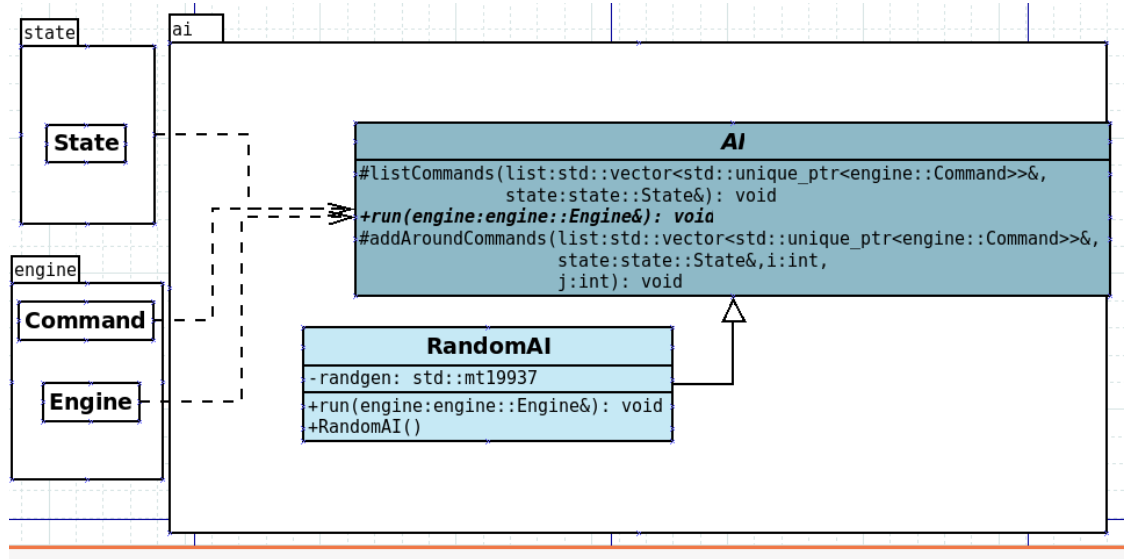 state
State
engine
Command
Engine
ai
AI
#listCommands(list:std::vector<std::unique_ptr<engine::Command>>&,
state:state::State&): void
+run(engine:engine::Engine&): void
#addAroundCommands(list:std::vector<std::unique_ptr<engine::Command>>&,
state:state::State&,i:int,
j:int): void
RandomAI
-randgen: std::mt19937
+run(engine:engine::Engine&): void
+RandomAI()